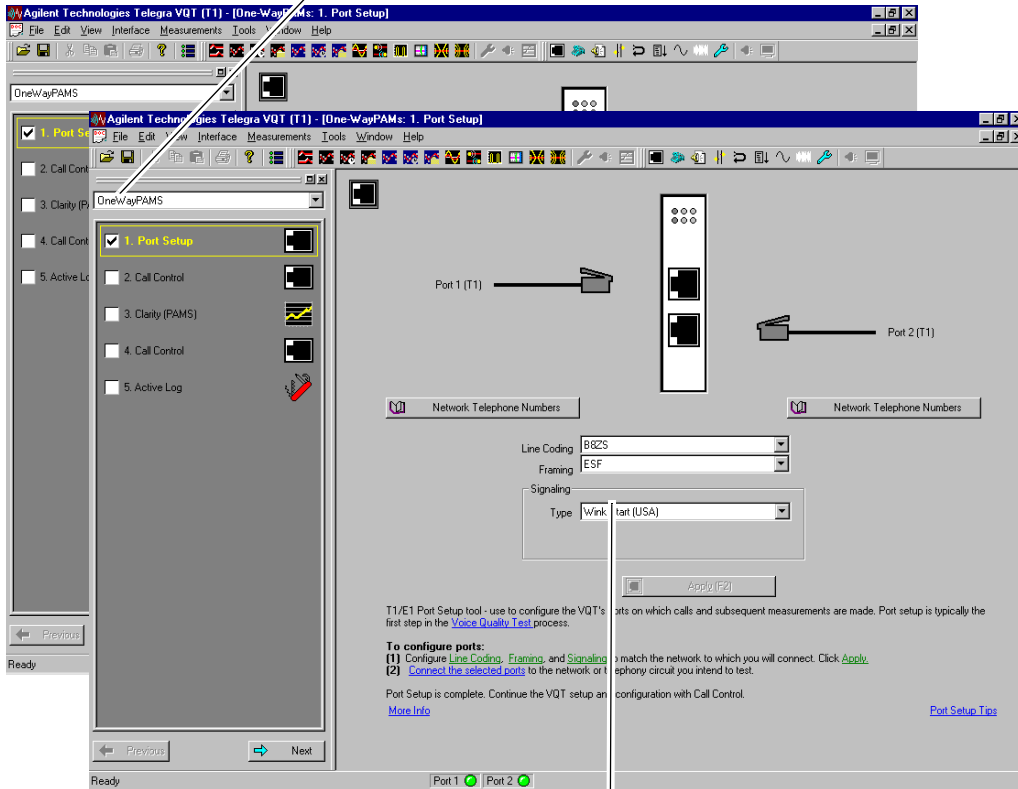 Agilent Technologies Telegra VQT (T1) - [One-WayPAMs: 1. Port Setup]
File Edit View Interface Measurements Tools Window Help
OneWayPAMS
1. Port Se
2. Call Cont
3. Clarity (P
4. Call Cont
5. Active Lo
Previous
Ready
Agilent Technologies Telegra VQT (T1) - [One-WayPAMs: 1. Port Setup]
File Edit View Interface Measurements Tools Window Help
OneWayPAMS
1. Port Setup
2. Call Control
3. Clarity (PAMS)
4. Call Control
5. Active Log
Previous Next
Port 1 (T1)
Port 2 (T1)
Network Telephone Numbers Network Telephone Numbers
Line Coding B8ZS
Framing ESF
Signaling
Type Wink Start (USA)
Apply (F2)
T1/E1 Port Setup tool - use to configure the VQT's ports on which calls and subsequent measurements are made. Port setup is typically the
first step in the Voice Quality Test process.
To configure ports:
(1) Configure Line Coding, Framing, and Signaling to match the network to which you will connect. Click Apply.
(2) Connect the selected ports to the network or telephony circuit you intend to test.
Port Setup is complete. Continue the VQT setup and configuration with Call Control.
More Info Port Setup Tips
Ready Port 1 Port 2